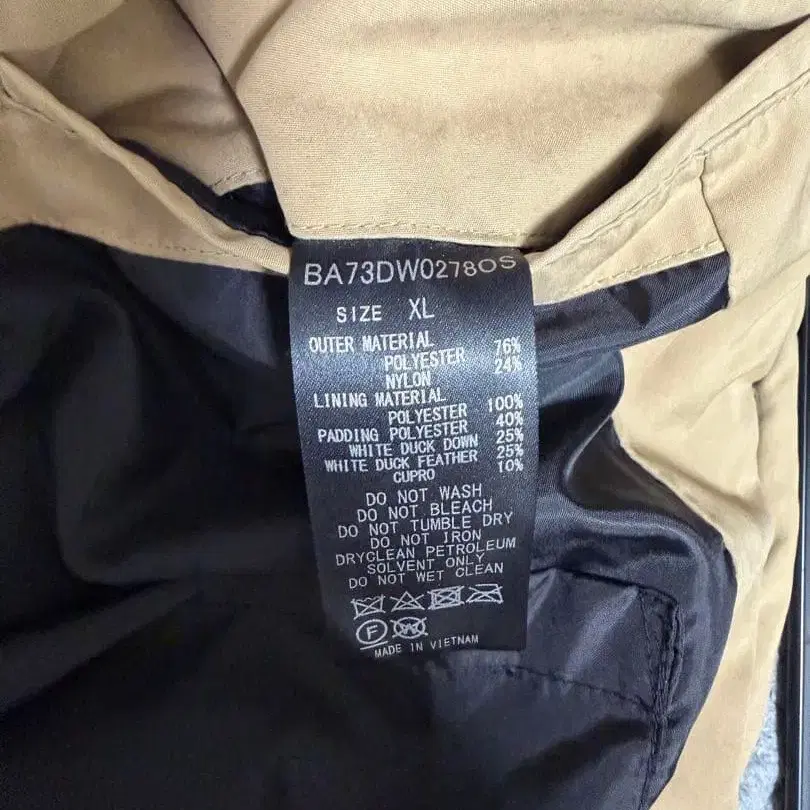 BA73DW0278OS
SIZE XL
OUTER MATERIAL
POLYESTER 76%
NYLON 24%
LINING MATERIAL
POLYESTER 100%
PADDING POLYESTER 40%
WHITE DUCK DOWN 25%
WHITE DUCK FEATHER 25%
CUPRO 10%
DO NOT WASH
DO NOT BLEACH
DO NOT TUMBLE DRY
DO NOT IRON
DRYCLEAN PETROLEUM
SOLVENT ONLY
DO NOT WET CLEAN
F W
MADE IN VIETNAM